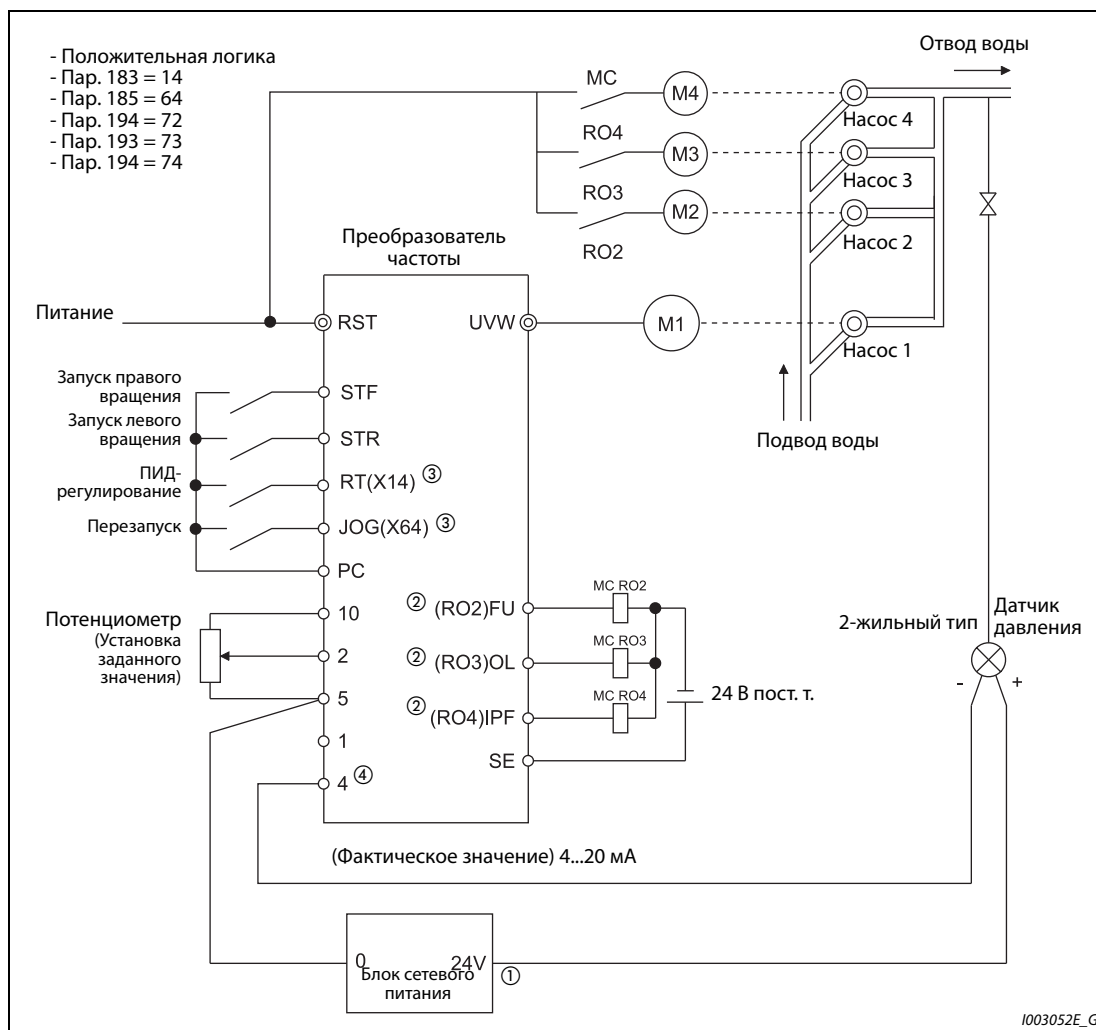 - Положительная логика
- Пар. 183 = 14
- Пар. 185 = 64
- Пар. 194 = 72
- Пар. 193 = 73
- Пар. 194 = 74
Отвод воды
MC
M4
Насос 4
RO4
M3
Насос 3
RO3
M2
Насос 2
RO2
Преобразователь
частоты
Питание
RST
UVW
M1
Насос 1
Подвод воды
Запуск правого
вращения
STF
Запуск левого
вращения
STR
ПИД-
регулирование
RT(X14) ③
Перезапуск
JOG(X64) ③
PC
Потенциометр
(Установка
заданного
значения)
10
2
5
1
4 ④
② (RO2)FU
MC RO2
② (RO3)OL
MC RO3
② (RO4)IPF
MC RO4
SE
24 В пост. т.
2-жильный тип
Датчик
давления
- +
(Фактическое значение) 4...20 мА
0 24V ①
Блок сетевого
питания
I003052E_G